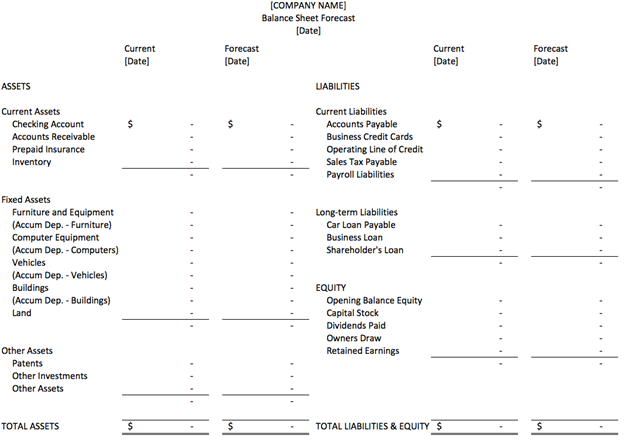 [COMPANY NAME]
Balance Sheet Forecast
[Date]
Current Forecast Current Forecast
[Date] [Date] [Date] [Date]
ASSETS LIABILITIES
Current Assets Current Liabilities
Checking Account $ - $ - Accounts Payable $ - $ -
Accounts Receivable - - Business Credit Cards - -
Prepaid Insurance - - Operating Line of Credit - -
Inventory - - Sales Tax Payable - -
- - Payroll Liabilities - -
- -
Fixed Assets
Furniture and Equipment - - Long-term Liabilities
(Accum Dep. - Furniture) - - Car Loan Payable - -
Computer Equipment - - Business Loan - -
(Accum Dep. - Computers) - - Shareholder's Loan - -
Vehicles - - - -
(Accum Dep. - Vehicles) - -
Buildings - - EQUITY
(Accum Dep. - Buildings) - - Opening Balance Equity - -
Land - - Capital Stock - -
- - Dividends Paid - -
Owners Draw - -
Other Assets Retained Earnings - -
Patents - - - -
Other Investments - -
Other Assets - -
- -
TOTAL ASSETS $ - $ - TOTAL LIABILITIES & EQUITY $ - $ -